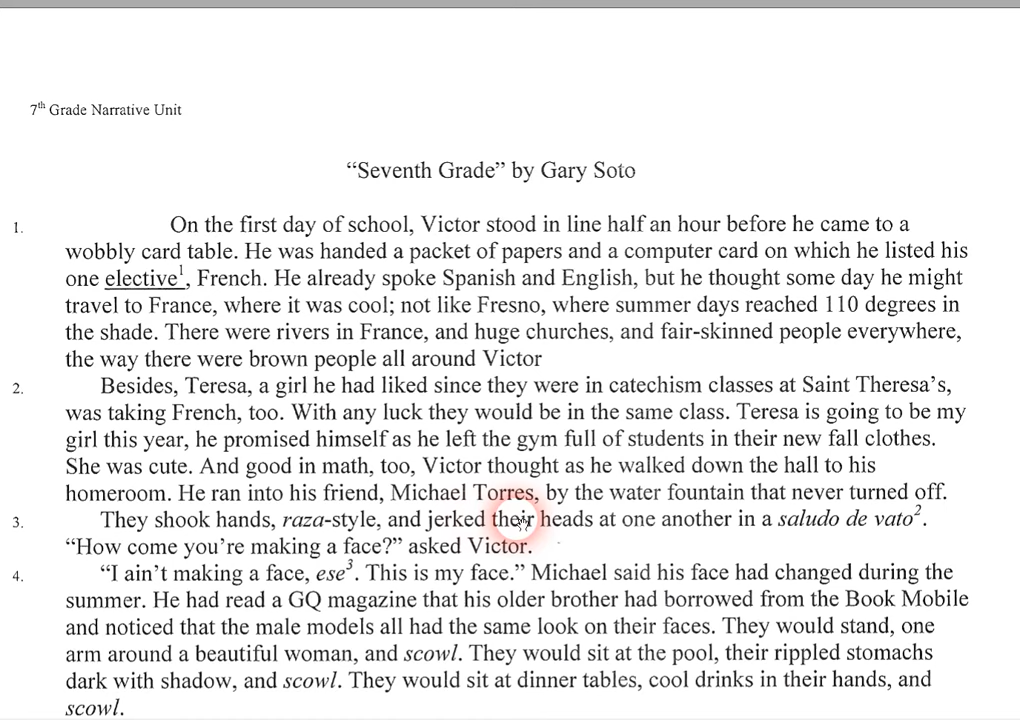 7th Grade Narrative Unit
“Seventh Grade” by Gary Soto
1. On the first day of school, Victor stood in line half an hour before he came to a
wobbly card table. He was handed a packet of papers and a computer card on which he listed his
one elective1, French. He already spoke Spanish and English, but he thought some day he might
travel to France, where it was cool; not like Fresno, where summer days reached 110 degrees in
the shade. There were rivers in France, and huge churches, and fair-skinned people everywhere,
the way there were brown people all around Victor
2. Besides, Teresa, a girl he had liked since they were in catechism classes at Saint Theresa’s,
was taking French, too. With any luck they would be in the same class. Teresa is going to be my
girl this year, he promised himself as he left the gym full of students in their new fall clothes.
She was cute. And good in math, too, Victor thought as he walked down the hall to his
homeroom. He ran into his friend, Michael Torres, by the water fountain that never turned off.
3. They shook hands, raza-style, and jerked their heads at one another in a saludo de vato2.
“How come you’re making a face?” asked Victor.
4. “I ain’t making a face, ese3. This is my face.” Michael said his face had changed during the
summer. He had read a GQ magazine that his older brother had borrowed from the Book Mobile
and noticed that the male models all had the same look on their faces. They would stand, one
arm around a beautiful woman, and scowl. They would sit at the pool, their rippled stomachs
dark with shadow, and scowl. They would sit at dinner tables, cool drinks in their hands, and
scowl.